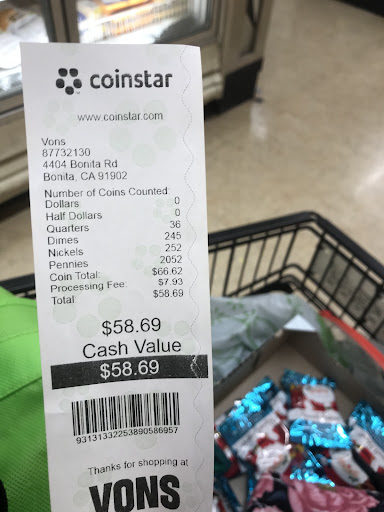 coinstar
www.coinstar.com
Vons
87732130
4404 Bonita Rd
Bonita, CA 91902
Number of Coins Counted:
Dollars 0
Half Dollars 0
Quarters 36
Dimes 245
Nickels 252
Pennies 2052
Coin Total: $66.62
Processing Fee: $7.93
Total: $58.69
$58.69
Cash Value
$58.69
93131332253890586957
Thanks for shopping at
VONS